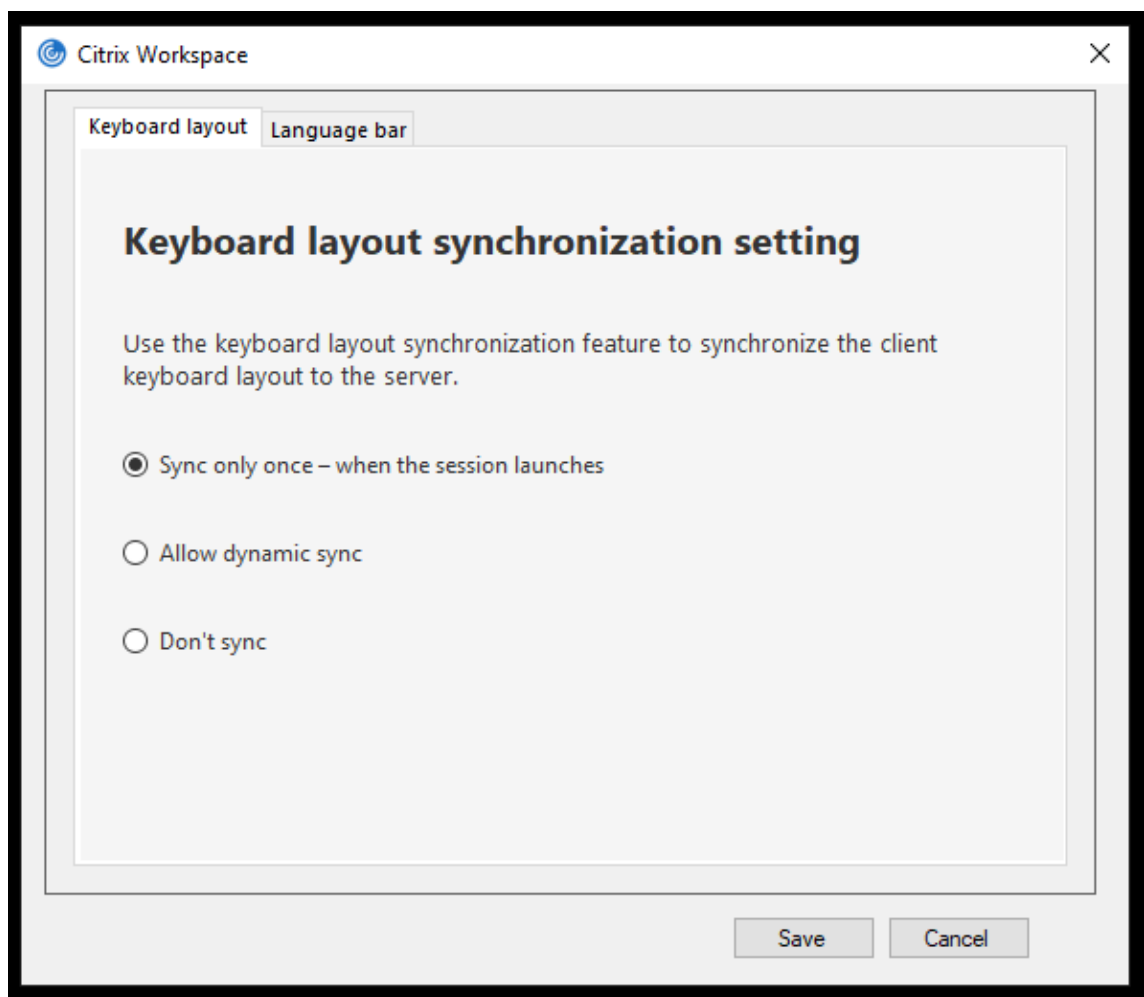 Citrix Workspace
Keyboard layout
Language bar
Keyboard layout synchronization setting
Use the keyboard layout synchronization feature to synchronize the client
keyboard layout to the server.
Sync only once – when the session launches
Allow dynamic sync
Don't sync
Save
Cancel